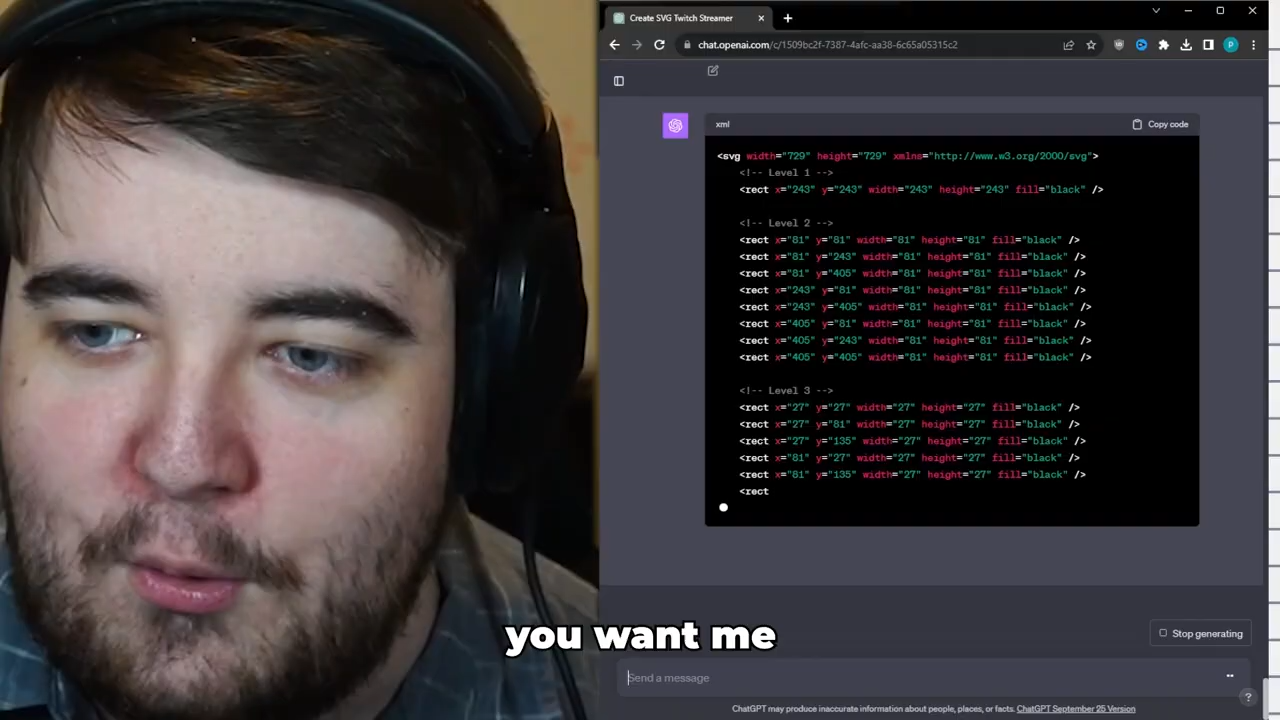 Create SVG Twitch Streamer
chat.openai.com/c/1509bc2f-7387-4afc-aa38-6c65a05315c2
P
xml
Copy code
<svg width="729" height="729" xmlns="http://www.w3.org/2000/svg">
<!-- Level 1 -->
<rect x="243" y="243" width="243" height="243" fill="black" />
<!-- Level 2 -->
<rect x="81" y="81" width="81" height="81" fill="black" />
<rect x="81" y="243" width="81" height="81" fill="black" />
<rect x="81" y="405" width="81" height="81" fill="black" />
<rect x="243" y="81" width="81" height="81" fill="black" />
<rect x="243" y="405" width="81" height="81" fill="black" />
<rect x="405" y="81" width="81" height="81" fill="black" />
<rect x="405" y="243" width="81" height="81" fill="black" />
<rect x="405" y="405" width="81" height="81" fill="black" />
<!-- Level 3 -->
<rect x="27" y="27" width="27" height="27" fill="black" />
<rect x="27" y="81" width="27" height="27" fill="black" />
<rect x="27" y="135" width="27" height="27" fill="black" />
<rect x="81" y="27" width="27" height="27" fill="black" />
<rect x="81" y="135" width="27" height="27" fill="black" />
<rect
you want me
Stop generating
Send a message
?
ChatGPT may produce inaccurate information about people, places, or facts. ChatGPT September 25 Version